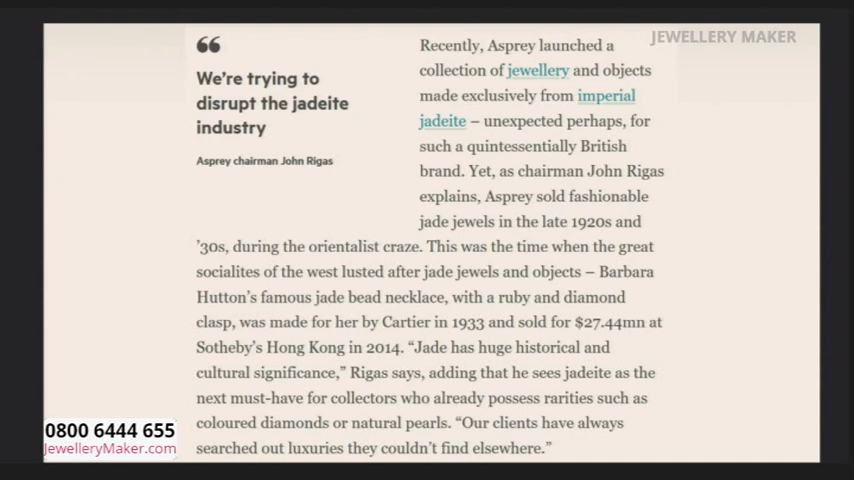 JEWELLERY MAKER
“
We’re trying to
disrupt the jadeite
industry
Asprey chairman John Rigas
Recently, Asprey launched a
collection of jewellery and objects
made exclusively from imperial
jadeite – unexpected perhaps, for
such a quintessentially British
brand. Yet, as chairman John Rigas
explains, Asprey sold fashionable
jade jewels in the late 1920s and
’30s, during the orientalist craze. This was the time when the great
socialites of the west lusted after jade jewels and objects – Barbara
Hutton’s famous jade bead necklace, with a ruby and diamond
clasp, was made for her by Cartier in 1933 and sold for $27.44mn at
Sotheby’s Hong Kong in 2014. “Jade has huge historical and
cultural significance,” Rigas says, adding that he sees jadeite as the
next must-have for collectors who already possess rarities such as
coloured diamonds or natural pearls. “Our clients have always
searched out luxuries they couldn’t find elsewhere.”
0800 6444 655
JewelleryMaker.com